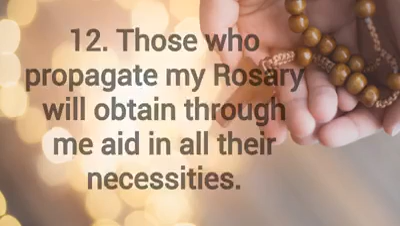 12. Those who
propagate my Rosary
will obtain through
me aid in all their
necessities.